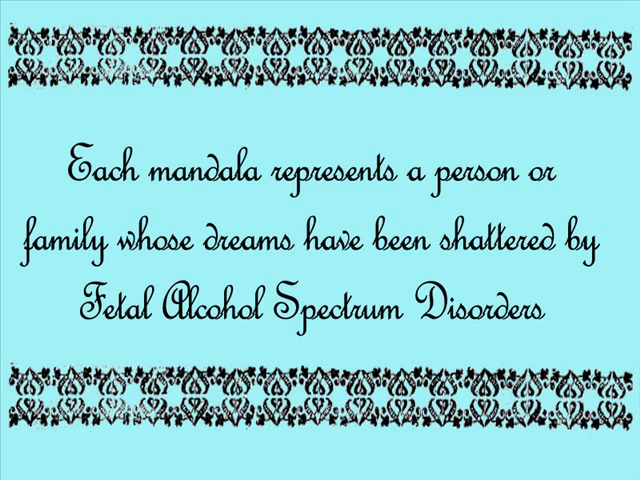 Each mandala represents a person or
family whose dreams have been shattered by
Fetal Alcohol Spectrum Disorders